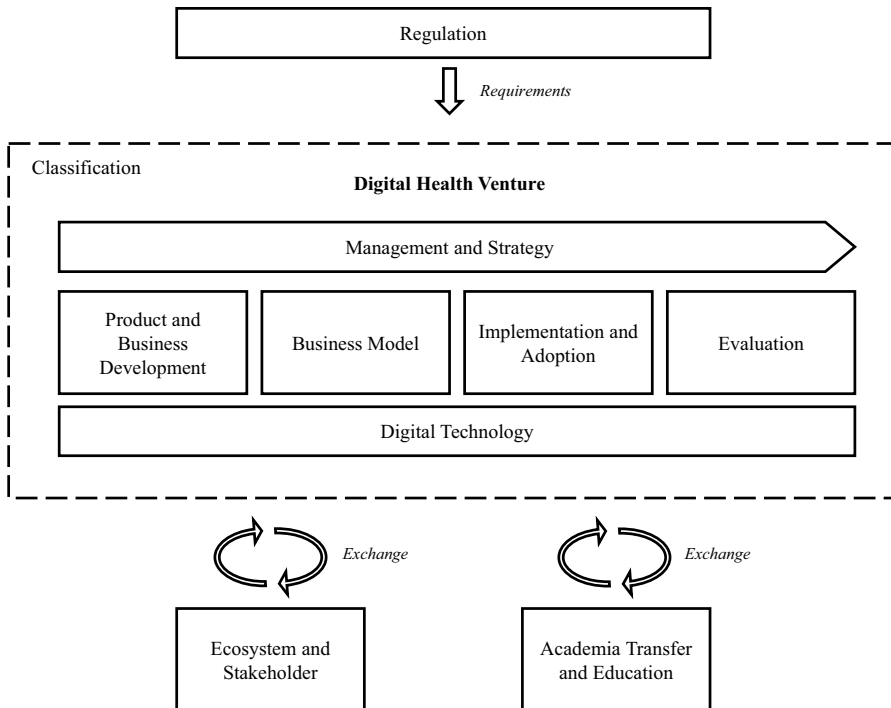 Regulation
Requirements
Classification
Digital Health Venture
Management and Strategy
Product and
Business
Development
Business Model
Implementation and
Adoption
Evaluation
Digital Technology
Exchange
Exchange
Ecosystem and
Stakeholder
Academia Transfer
and Education